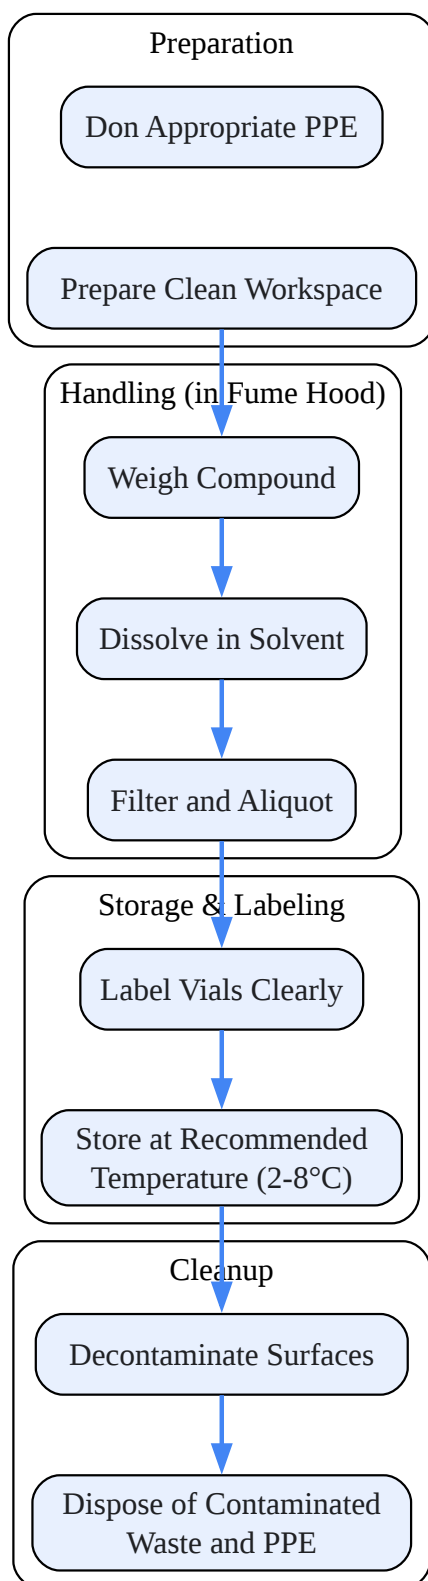 Preparation
Don Appropriate PPE
Prepare Clean Workspace
Handling (in Fume Hood)
Weigh Compound
Dissolve in Solvent
Filter and Aliquot
Storage & Labeling
Label Vials Clearly
Store at Recommended
Temperature (2-8°C)
Cleanup
Decontaminate Surfaces
Dispose of Contaminated
Waste and PPE